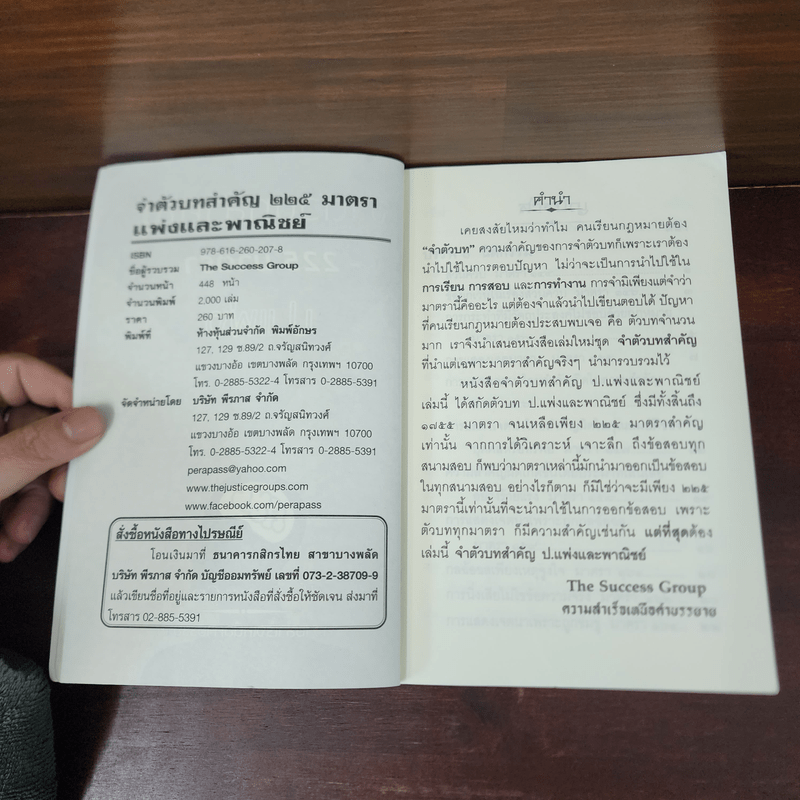 จำตัวบทสำคัญ ๒๒๕ มาตรา
แพ่งและพาณิชย์
ISBN 978-616-260-207-8
ชื่อผู้รวบรวม The Success Group
จำนวนหน้า 448 หน้า
จำนวนพิมพ์ 2,000 เล่ม
ราคา 260 บาท
พิมพ์ที่ ห้างหุ้นส่วนจำกัด พิมพ์อักษร
127, 129 ซ.89/2 ถ.จรัญสนิทวงศ์
แขวงบางอ้อ เขตบางพลัด กรุงเทพฯ 10700
โทร. 0-2885-5322-4 โทรสาร 0-2885-5391
จัดจำหน่ายโดย บริษัท พีรภาส จำกัด
127, 129 ซ.89/2 ถ.จรัญสนิทวงศ์
แขวงบางอ้อ เขตบางพลัด กรุงเทพฯ 10700
โทร. 0-2885-5322-4 โทรสาร 0-2885-5391
perapass@yahoo.com
www.thejusticegroups.com
www.facebook.com/perapass
สั่งซื้อหนังสือทางไปรษณีย์
โอนเงินมาที่ ธนาคารกสิกรไทย สาขาบางพลัด
บริษัท พีรภาส จำกัด บัญชีออมทรัพย์ เลขที่ 073-2-38709-9
แล้วเขียนชื่อที่อยู่และรายการหนังสือที่สั่งซื้อให้ชัดเจน ส่งมาที่
โทรสาร 02-885-5391
คำนำ
เคยสงสัยไหมว่าทำไม คนเรียนกฎหมายต้อง
“จำตัวบท” ความสำคัญของการจำตัวบทก็เพราะเราต้อง
นำไปใช้ในการตอบปัญหา ไม่ว่าจะเป็นการนำไปใช้ใน
การเรียน การสอบ และการทำงาน การจำมิเพียงแต่จำว่า
มาตรานี้คืออะไร แต่ต้องจำแล้วนำไปเขียนตอบได้ ปัญหา
ที่คนเรียนกฎหมายต้องประสบพบเจอ คือ ตัวบทจำนวน
มาก เราจึงนำเสนอหนังสือเล่มใหม่ชุด จำตัวบทสำคัญ
ที่นำแต่เฉพาะมาตราสำคัญจริงๆ นำมารวบรวมไว้
หนังสือจำตัวบทสำคัญ ป.แพ่งและพาณิชย์
เล่มนี้ ได้สกัดตัวบท ป.แพ่งและพาณิชย์ ซึ่งมีทั้งสิ้นถึง
๑๗๕๕ มาตรา จนเหลือเพียง ๒๒๕ มาตราสำคัญ
เท่านั้น จากการได้วิเคราะห์ เจาะลึก ถึงข้อสอบทุก
สนามสอบ ก็พบว่ามาตราเหล่านี้มักนำมาออกเป็นข้อสอบ
ในทุกสนามสอบ อย่างไรก็ตาม ก็มิใช่ว่าจะมีเพียง ๒๒๕
มาตรานี้เท่านั้นที่จะนำมาใช้ในการออกข้อสอบ เพราะ
ตัวบททุกมาตรา ก็มีความสำคัญเช่นกัน แต่ที่สุดต้อง
เล่มนี้ จำตัวบทสำคัญ ป.แพ่งและพาณิชย์
The Success Group
ความสำเร็จเหนือคำบรรยาย